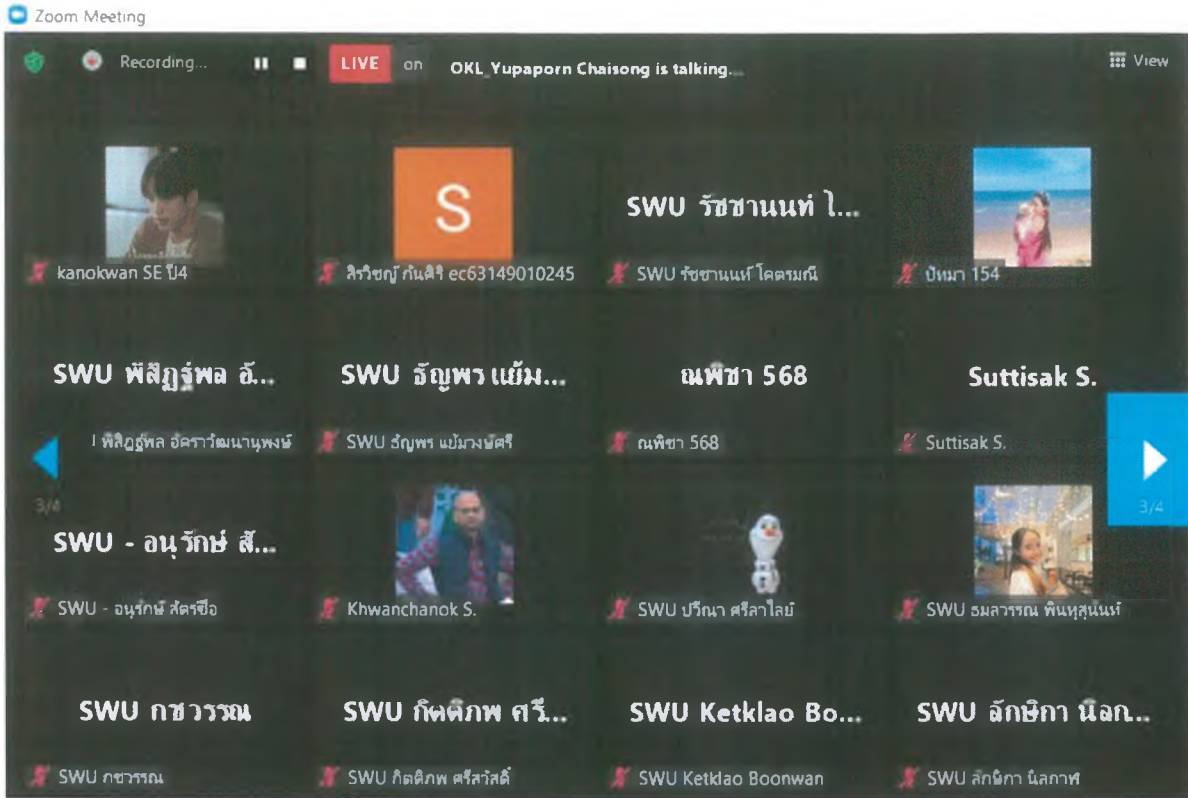 Zoom Meeting
Recording...
LIVE on
OKL_Yupaporn Chaisong is talking...
View
S
SWU รัชชานนท์ โ...
kanokwan SE ปี4
สิรวิชญ์ กันศิริ ec63149010245
SWU รัชชานนท์ โคตรมณี
ปัทมา 154
SWU พิสิฏฐ์พล อั...
SWU ธัญพร แย้ม...
ณพิชา 568
Suttisak S.
พิสิฏฐ์พล อัคราวัฒนานุพงษ์
SWU ธัญพร แย้มวงษ์ศรี
ณพิชา 568
Suttisak S.
3/4
3/4
SWU - อนุรักษ์ สั...
SWU - อนุรักษ์ สัตรซื่อ
Khwanchanok S.
SWU ปวีณา ศรีลาไลย์
SWU ธมลวรรณ พินทุสุนันท์
SWU กชวรรณ
SWU กิตติภพ ศรี...
SWU Ketklao Bo...
SWU ลักษิกา นิลก...
SWU กชวรรณ
SWU กิตติภพ ศรีสวัสดิ์
SWU Ketklao Boonwan
SWU ลักษิกา นิลกาฬ